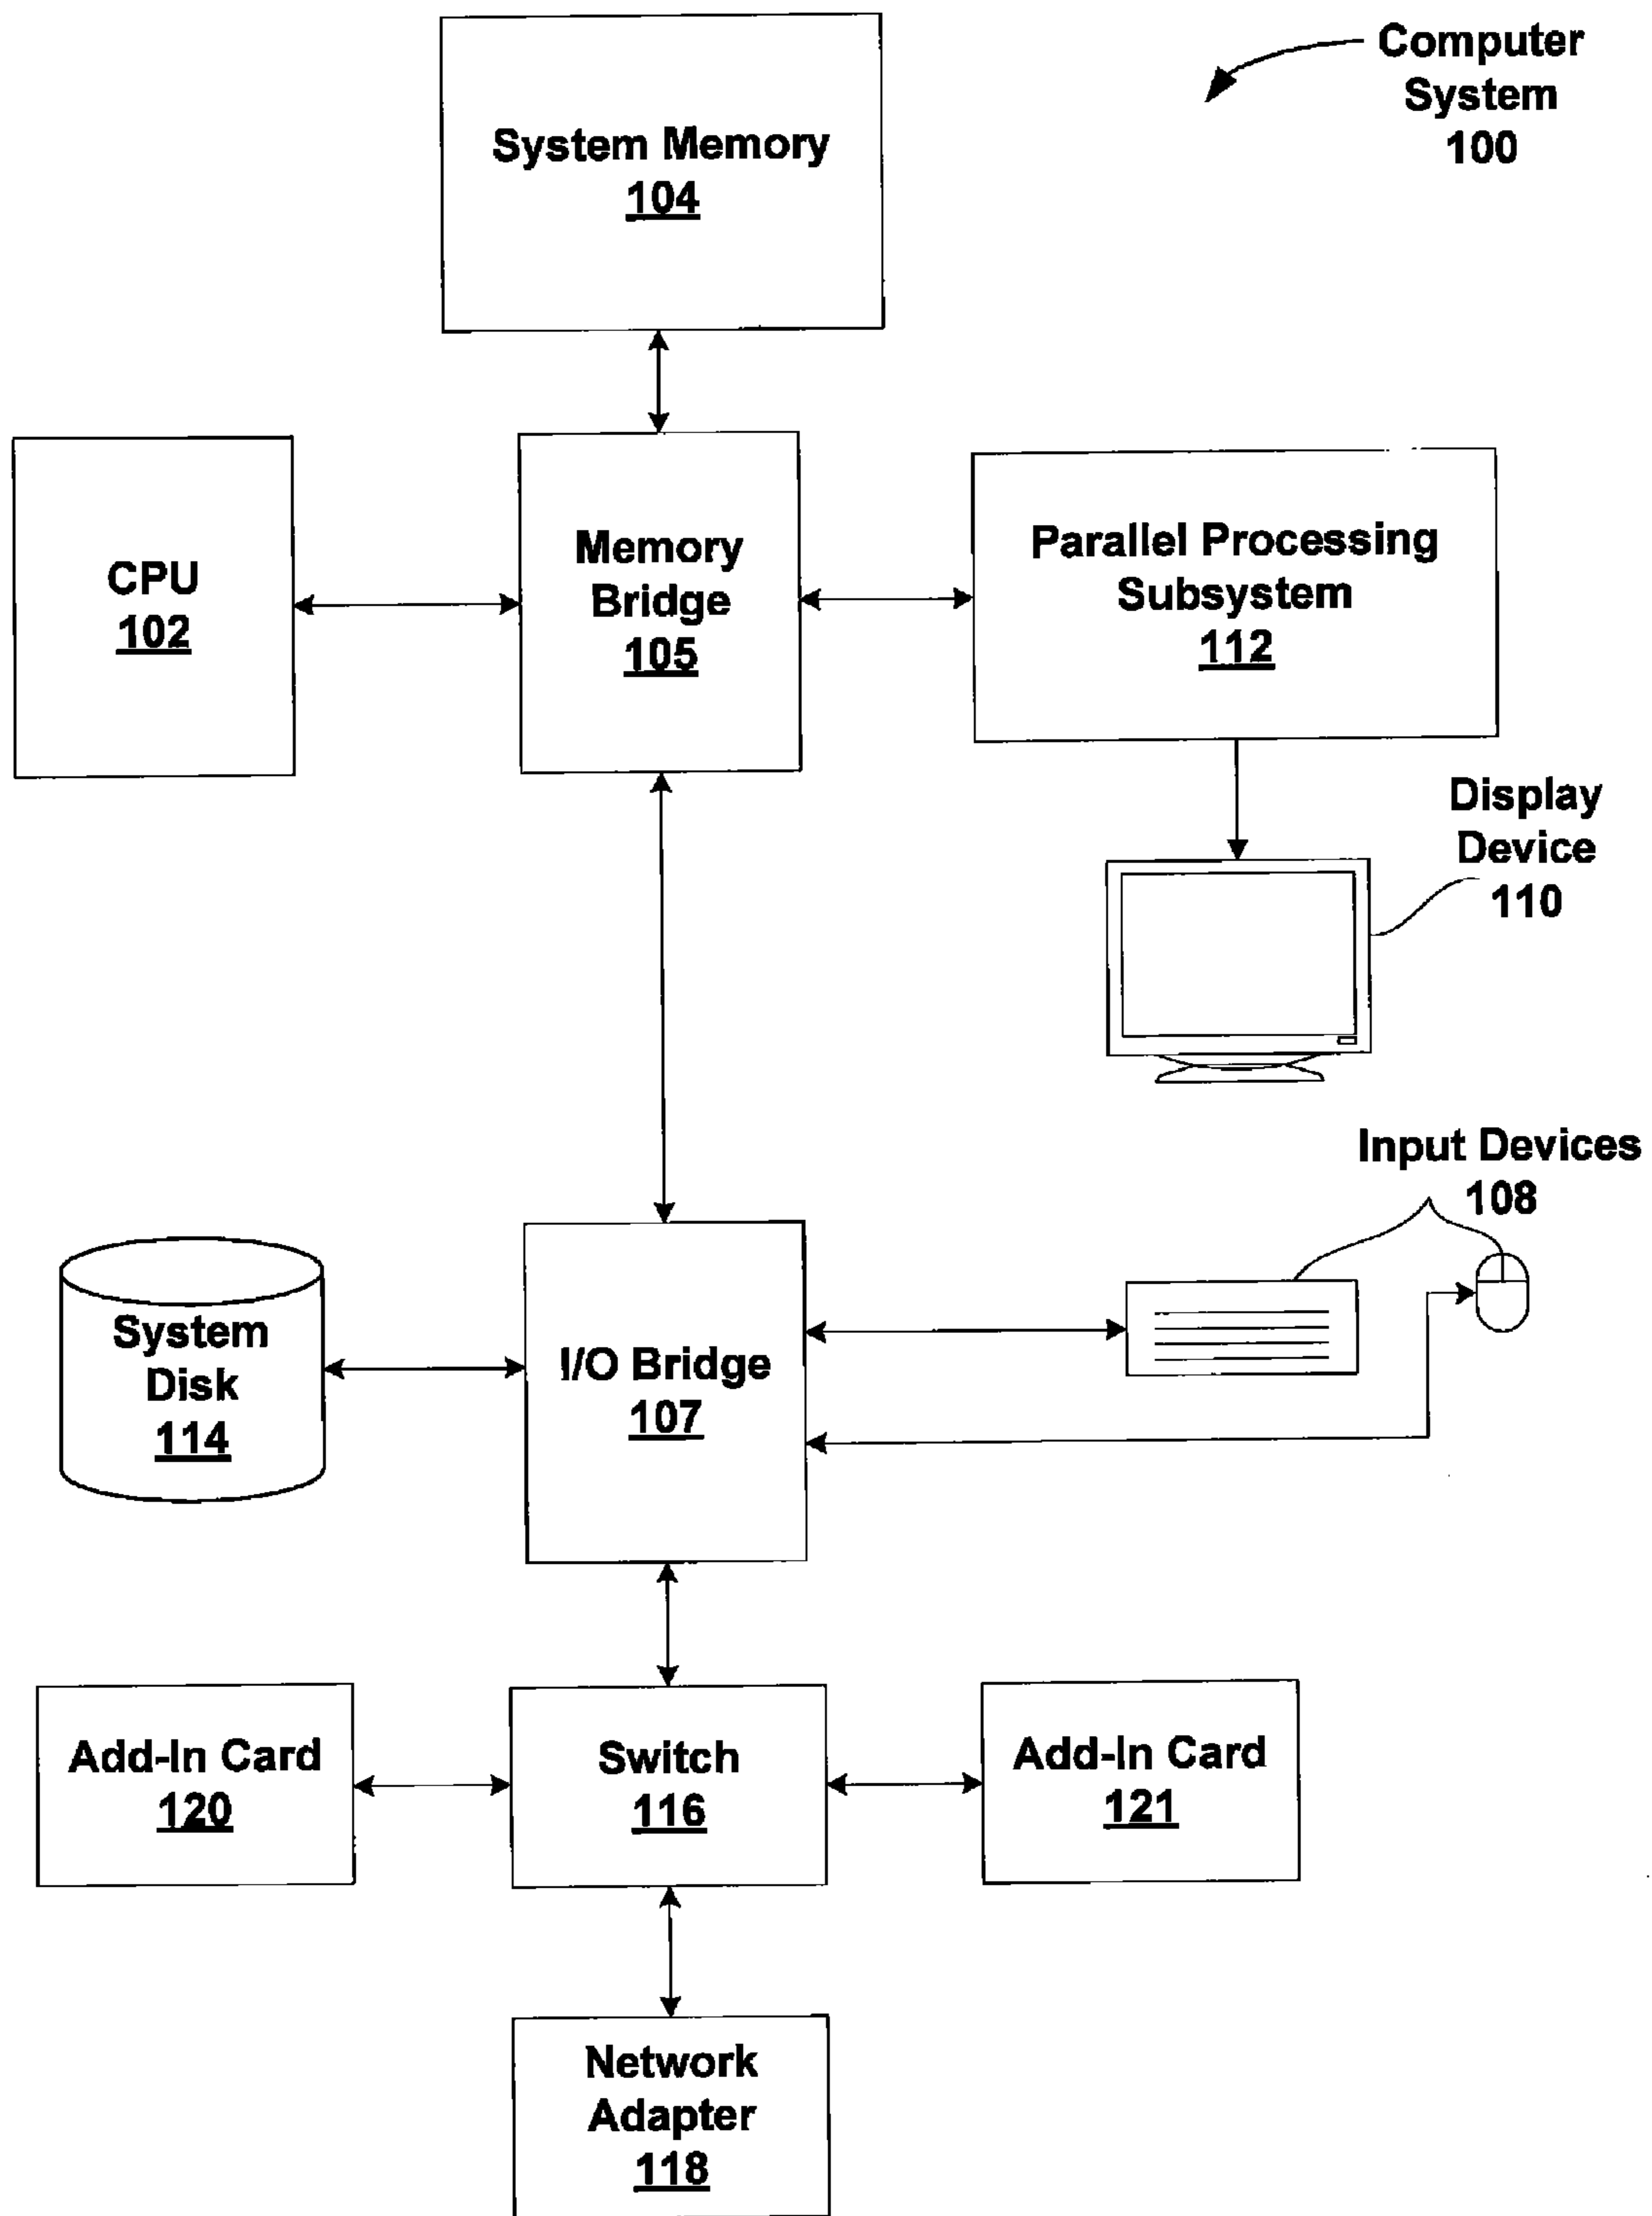 Computer
System
100
System Memory
104
CPU
102
Memory
Bridge
105
Parallel Processing
Subsystem
112
Display
Device
110
Input Devices
108
System
Disk
114
I/O Bridge
107
Add-In Card
120
Switch
116
Add-In Card
121
Network
Adapter
118